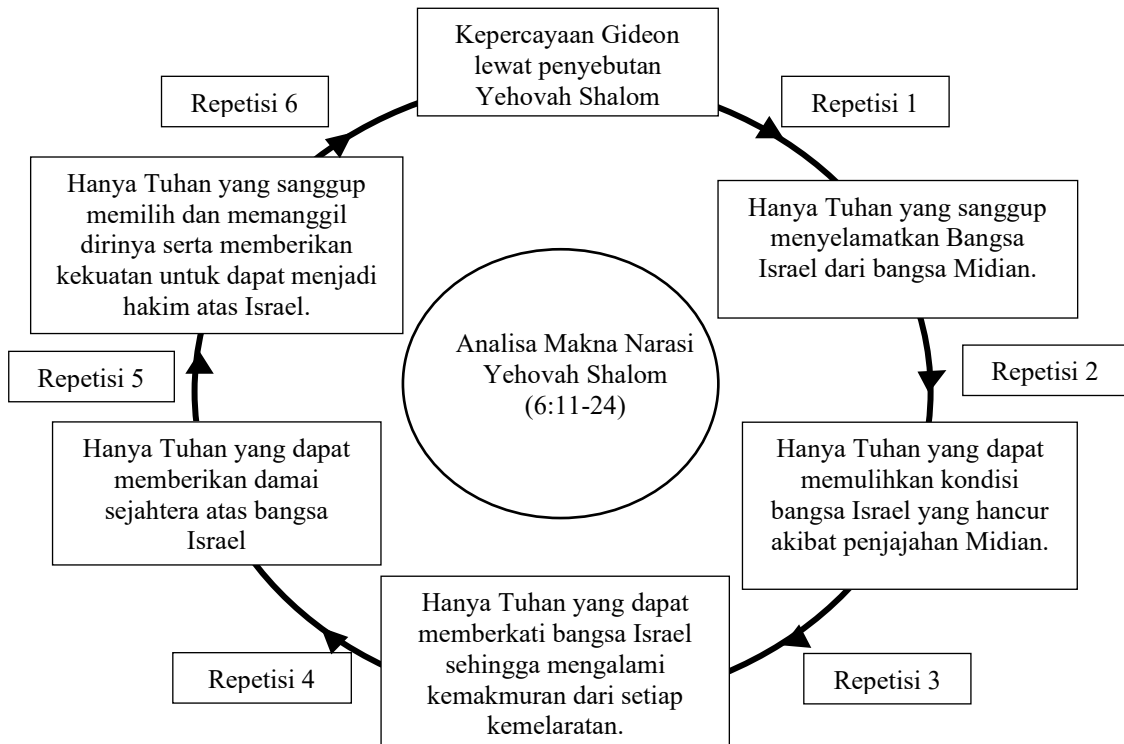 Kepercayaan Gideon
lewat penyebutan
Yehovah Shalom
Repetisi 1
Hanya Tuhan yang sanggup
menyelamatkan Bangsa
Israel dari bangsa Midian.
Repetisi 2
Hanya Tuhan yang dapat
memulihkan kondisi
bangsa Israel yang hancur
akibat penjajahan Midian.
Repetisi 3
Hanya Tuhan yang dapat
memberkati bangsa Israel
sehingga mengalami
kemakmuran dari setiap
kemelaratan.
Repetisi 4
Hanya Tuhan yang dapat
memberikan damai
sejahtera atas bangsa
Israel
Repetisi 5
Hanya Tuhan yang sanggup
memilih dan memanggil
dirinya serta memberikan
kekuatan untuk dapat menjadi
hakim atas Israel.
Repetisi 6
Analisa Makna Narasi
Yehovah Shalom
(6:11-24)